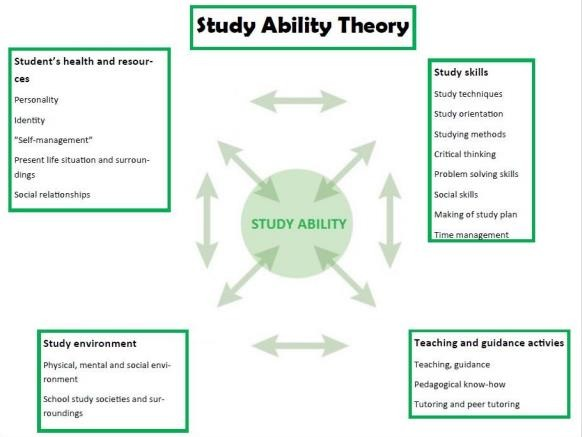 Study Ability Theory
Student's health and resour-
ces
Personality
Identity
"Self-management"
Present life situation and surroun-
dings
Social relationships
Study skills
Study techniques
Study orientation
Studying methods
Critical thinking
Problem solving skills
Social skills
Making of study plan
Time management
STUDY ABILITY
Study environment
Physical, mental and social envi-
ronment
School study societies and sur-
roundings
Teaching and guidance activies
Teaching, guidance
Pedagogical know-how
Tutoring and peer tutoring